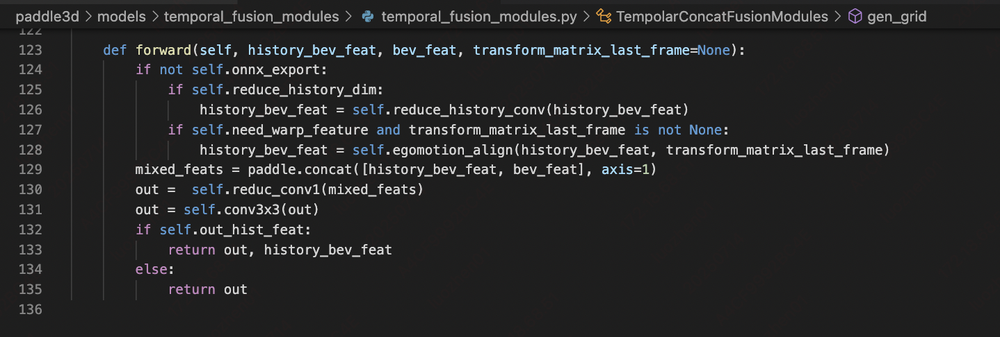 paddle3d > models > temporal_fusion_modules > temporal_fusion_modules.py > TempolarConcatFusionModules > gen_grid
122
123 def forward(self, history_bev_feat, bev_feat, transform_matrix_last_frame=None):
124 if not self.onnx_export:
125 if self.reduce_history_dim:
126 history_bev_feat = self.reduce_history_conv(history_bev_feat)
127 if self.need_warp_feature and transform_matrix_last_frame is not None:
128 history_bev_feat = self.egomotion_align(history_bev_feat, transform_matrix_last_frame)
129 mixed_feats = paddle.concat([history_bev_feat, bev_feat], axis=1)
130 out =  self.reduc_conv1(mixed_feats)
131 out = self.conv3x3(out)
132 if self.out_hist_feat:
133 return out, history_bev_feat
134 else:
135 return out
136